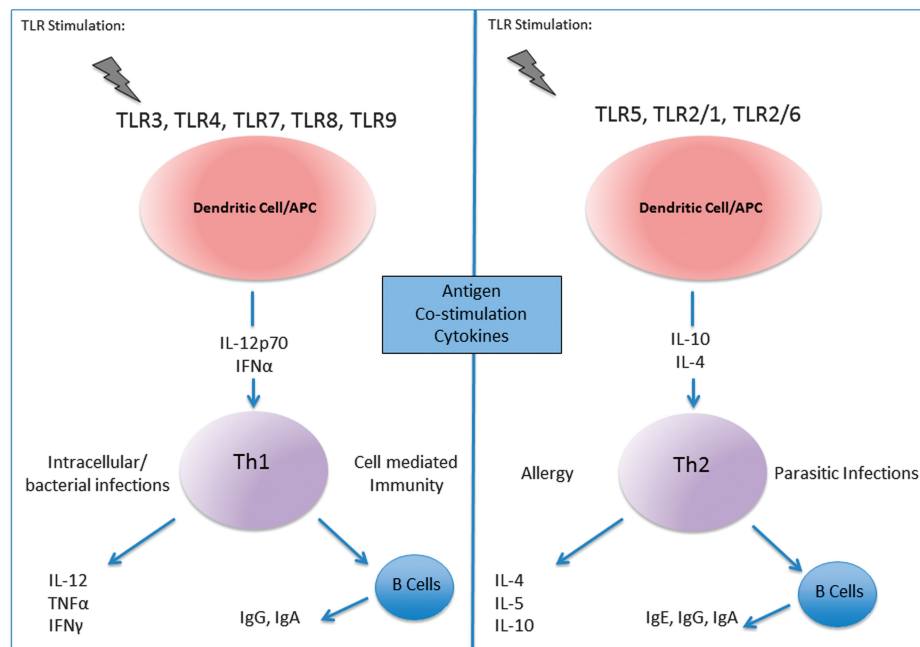 TLR Stimulation:
TLR3, TLR4, TLR7, TLR8, TLR9
Dendritic Cell/APC
IL-12p70
IFNα
Th1
Intracellular/
bacterial infections
Cell mediated
Immunity
IL-12
TNFα
IFNγ
B Cells
IgG, IgA
Antigen
Co-stimulation
Cytokines
TLR Stimulation:
TLR5, TLR2/1, TLR2/6
Dendritic Cell/APC
IL-10
IL-4
Th2
Allergy
Parasitic Infections
IL-4
IL-5
IL-10
B Cells
IgE, IgG, IgA